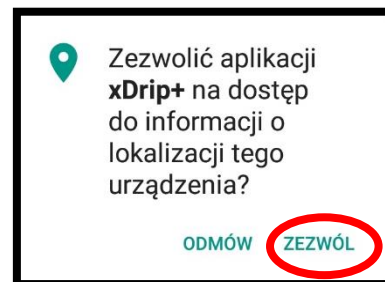 Zezwolić aplikacji
xDrip+ na dostęp
do informacji o
lokalizacji tego
urządzenia?
ODMÓW ZEZWÓL